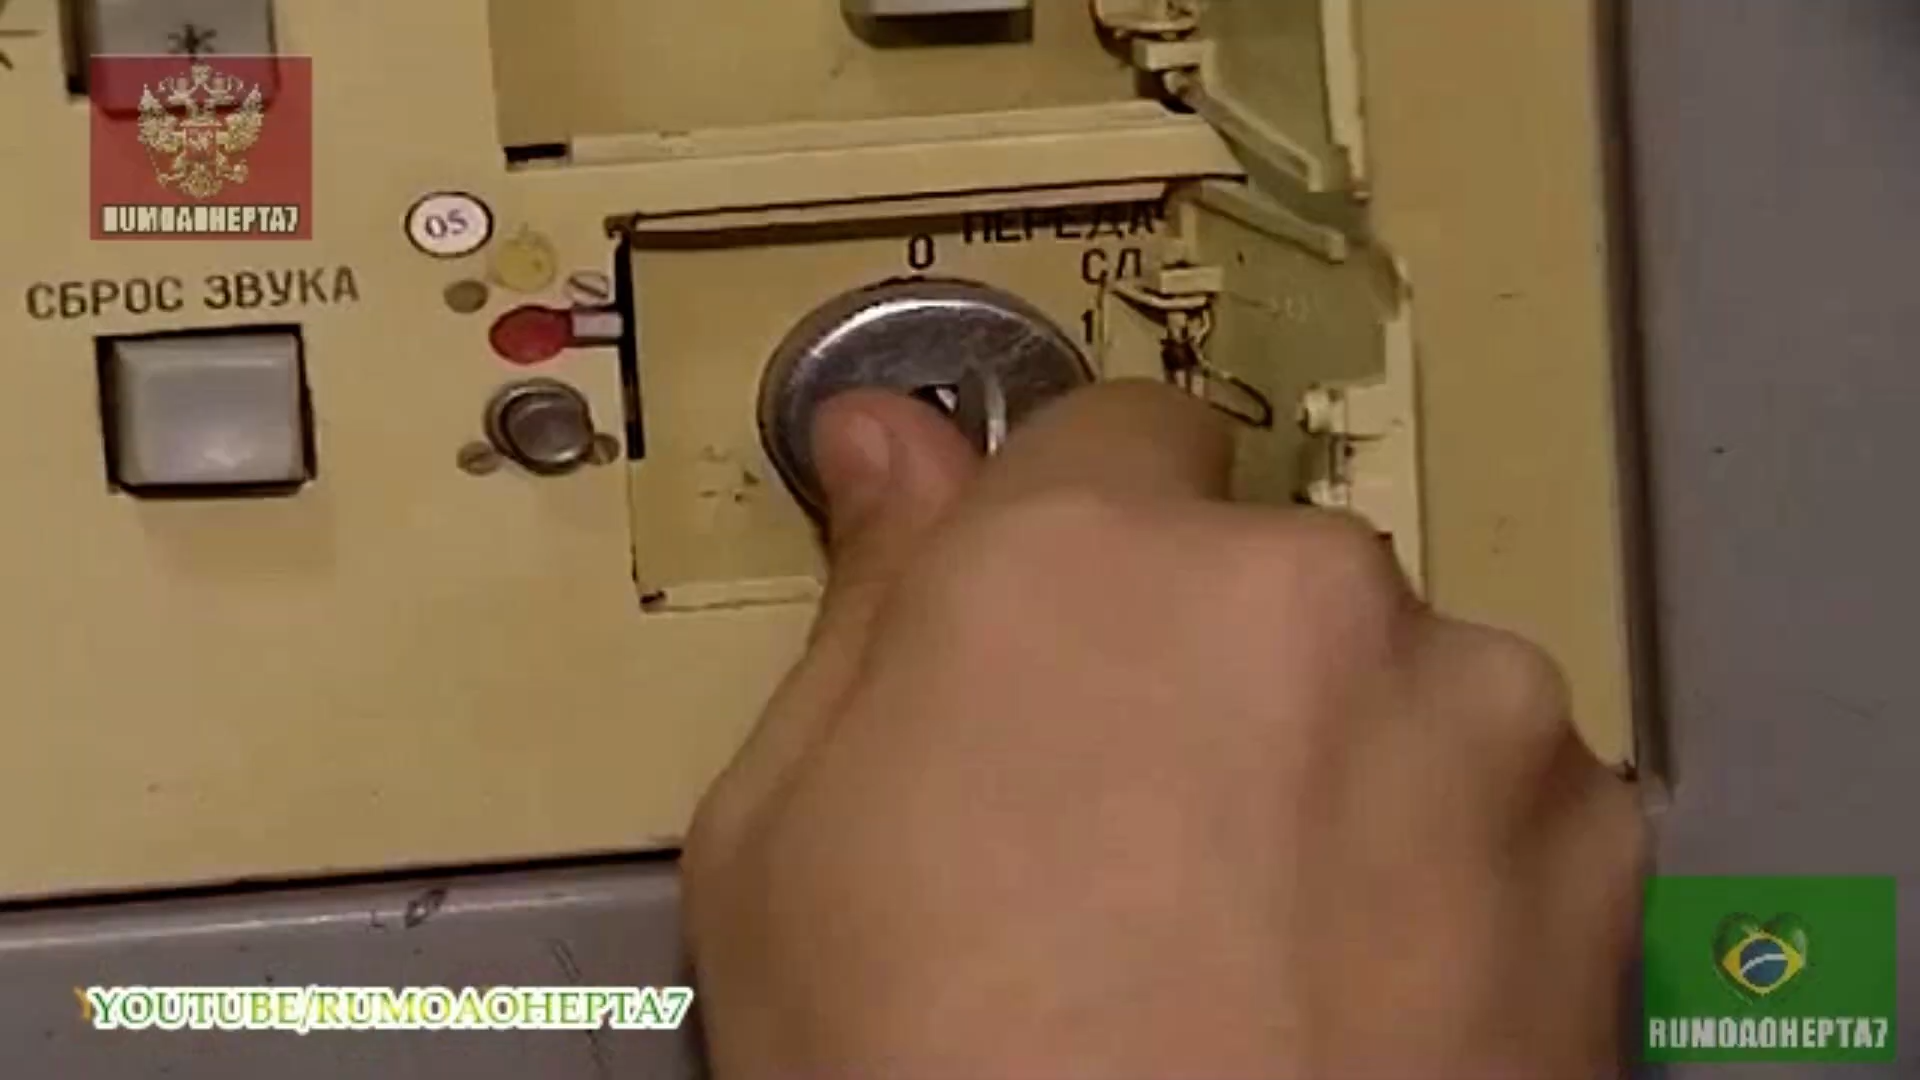 RUMOAOHEPTA7
05
СБРОС ЗВУКА
0
ПЕРЕДА
СЛ
1
YOUTUBE/RUMOAOHEPTA7
RUMOAOHEPTA7